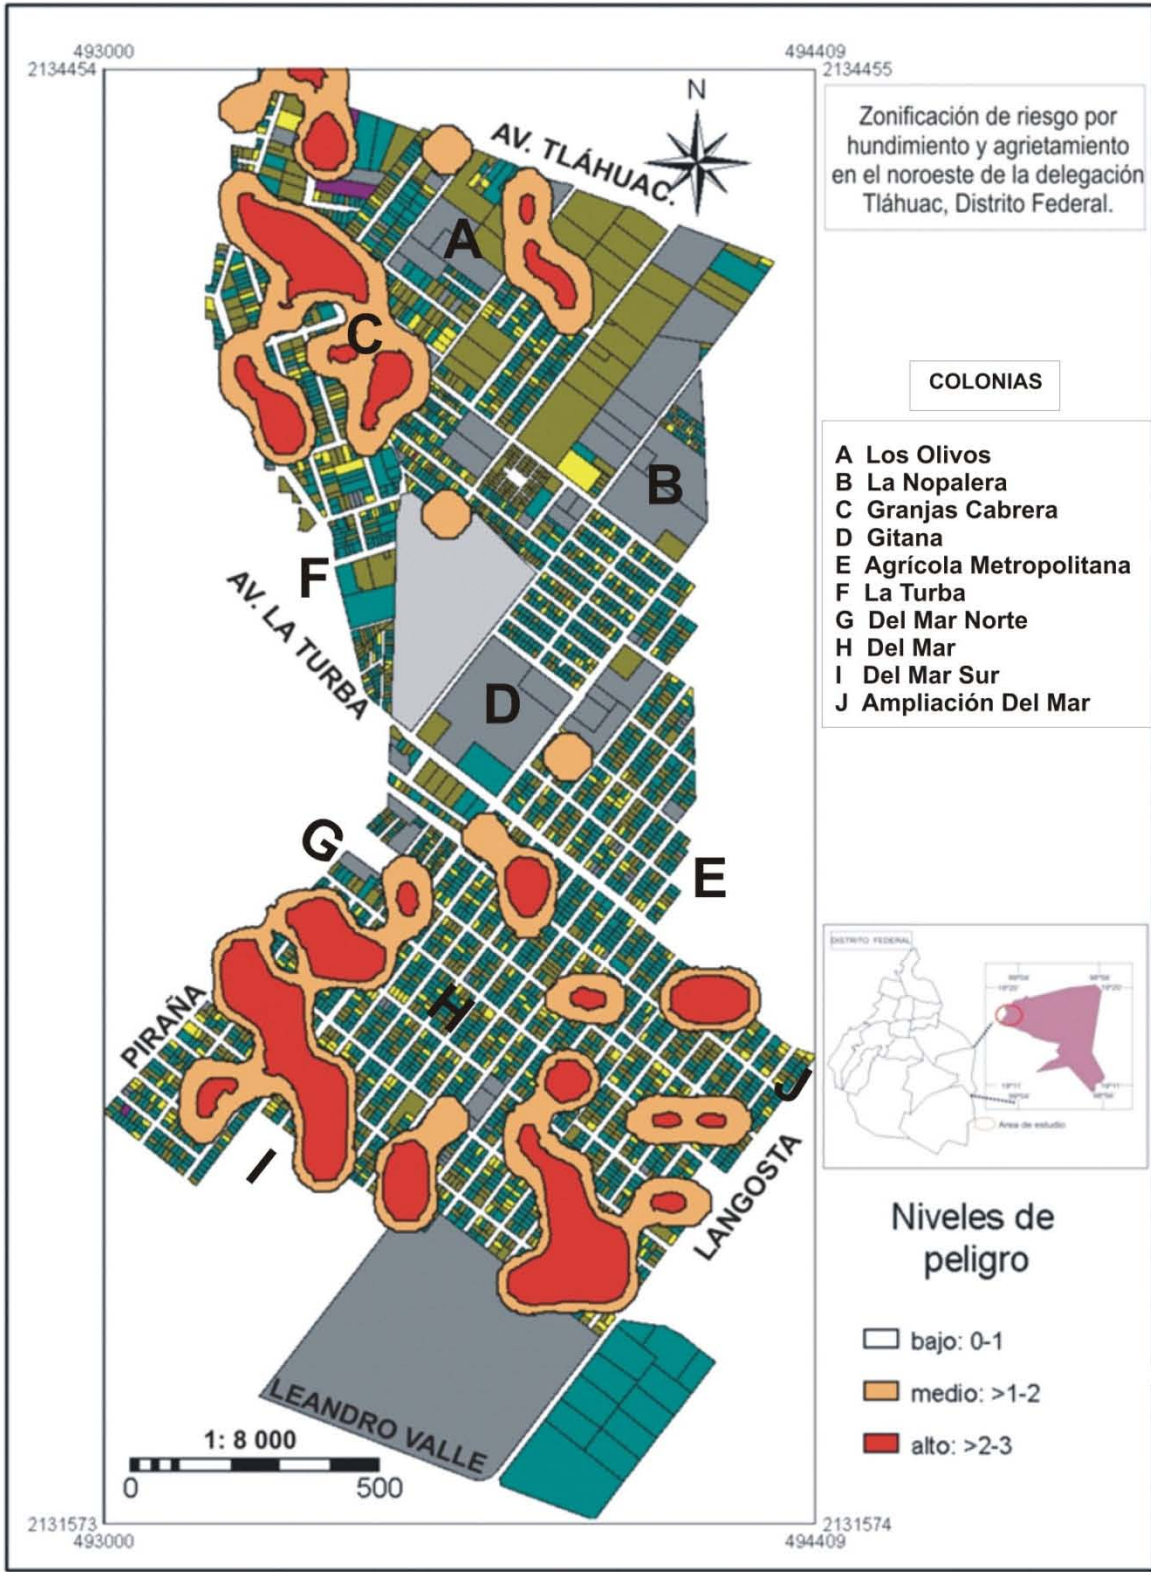 493000
494409
2134454
2134455
N
AV. TLÁHUAC.
Zonificación de riesgo por
hundimiento y agrietamiento
en el noroeste de la delegación
Tláhuac, Distrito Federal.
A
C
B
F
AV. LA TURBA
D
G
E
H
PIRAÑA
J
I
LANGOSTA
LEANDRO VALLE
1: 8 000
0
500
COLONIAS
A Los Olivos
B La Nopalera
C Granjas Cabrera
D Gitana
E Agrícola Metropolitana
F La Turba
G Del Mar Norte
H Del Mar
I Del Mar Sur
J Ampliación Del Mar
DISTRITO FEDERAL
Area de estudio
Niveles de
peligro
bajo: 0-1
medio: >1-2
alto: >2-3
2131573
2131574
493000
494409